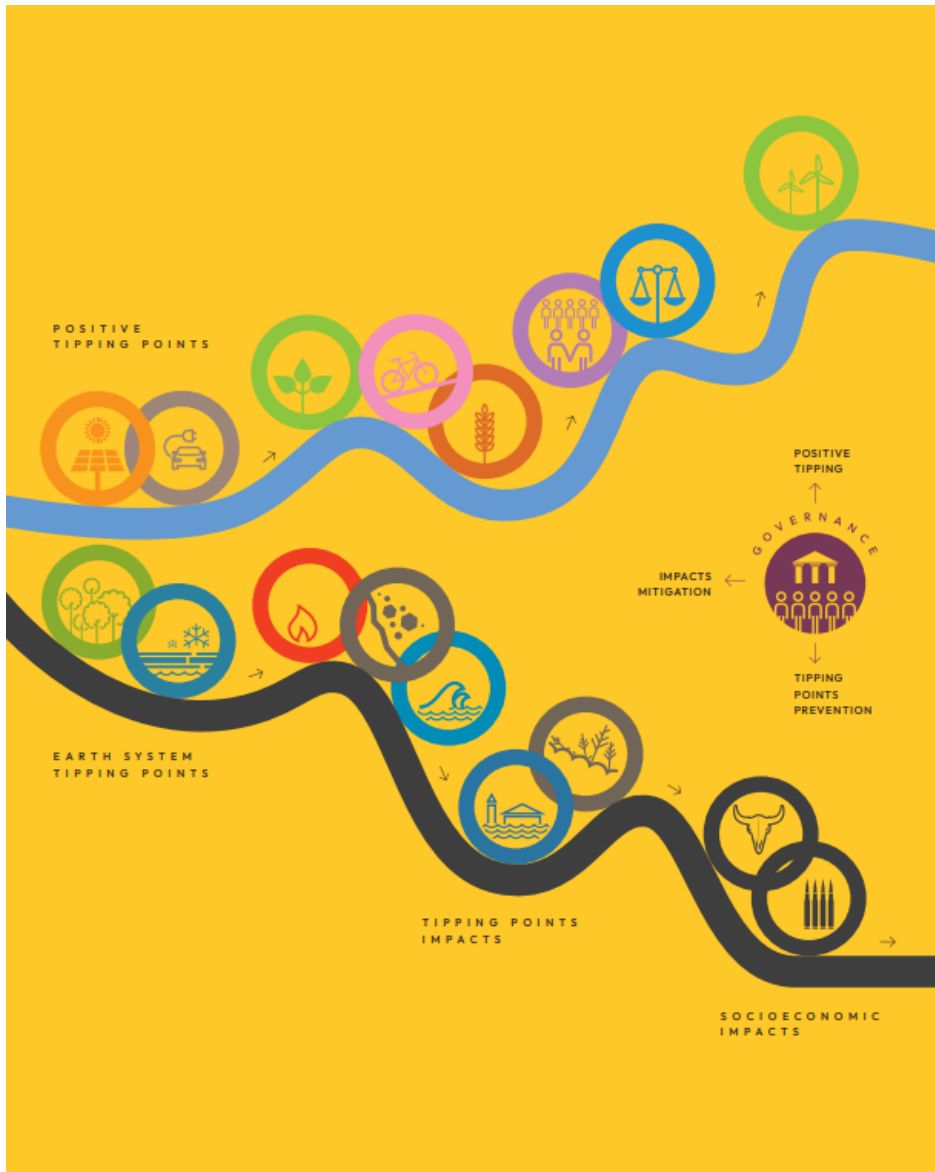 POSITIVE
TIPPING POINTS
POSITIVE
TIPPING
GOVERNANCE
IMPACTS
MITIGATION
TIPPING
POINTS
PREVENTION
EARTH SYSTEM
TIPPING POINTS
TIPPING POINTS
IMPACTS
SOCIOECONOMIC
IMPACTS